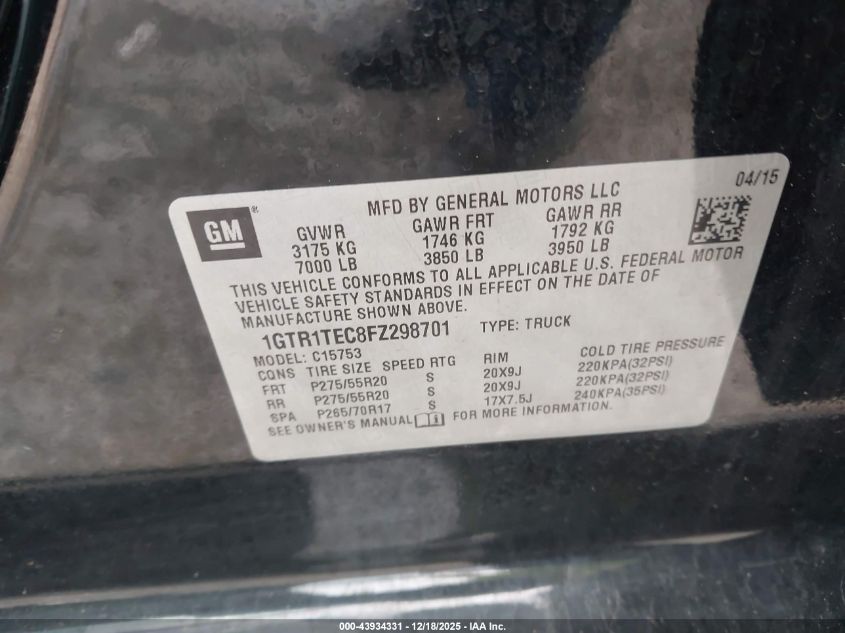 MFD BY GENERAL MOTORS LLC
04/15
GM®
GVWR GAWR FRT GAWR RR
3175 KG 1746 KG 1792 KG
7000 LB 3850 LB 3950 LB
THIS VEHICLE CONFORMS TO ALL APPLICABLE U.S. FEDERAL MOTOR
VEHICLE SAFETY STANDARDS IN EFFECT ON THE DATE OF
MANUFACTURE SHOWN ABOVE.
1GTR1TEC8FZ298701 TYPE: TRUCK
MODEL: C15753
CQNS TIRE SIZE SPEED RTG RIM COLD TIRE PRESSURE
FRT P275/55R20 S 20X9J 220KPA(32PSI)
RR P275/55R20 S 20X9J 220KPA(32PSI)
SPA P265/70R17 S 17X7.5J 240KPA(35PSI)
SEE OWNER'S MANUAL FOR MORE INFORMATION.
000-43934331 - 12/18/2025 - IAA Inc.